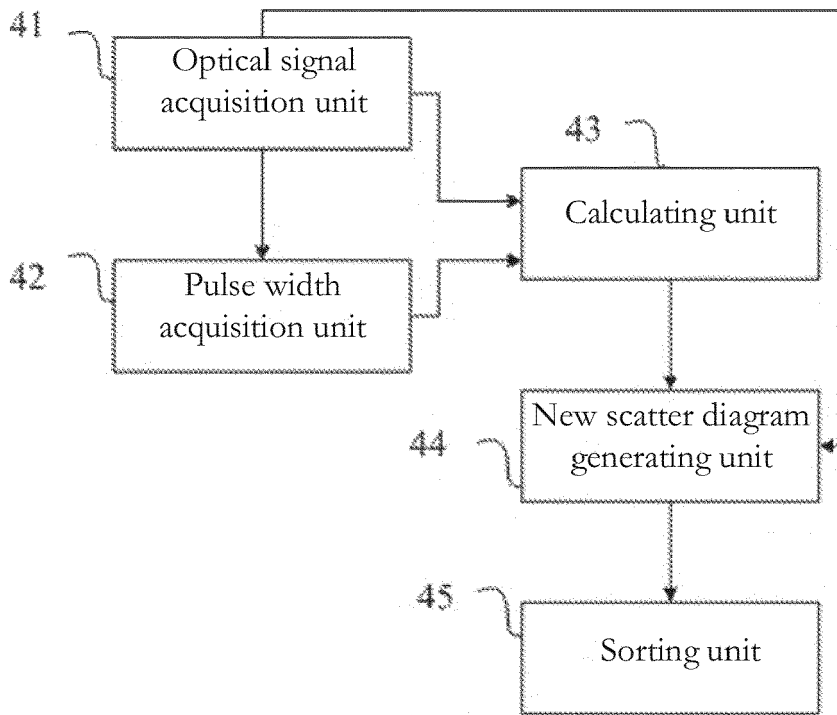 41
Optical signal
acquisition unit
43
Calculating unit
42
Pulse width
acquisition unit
44
New scatter diagram
generating unit
45
Sorting unit